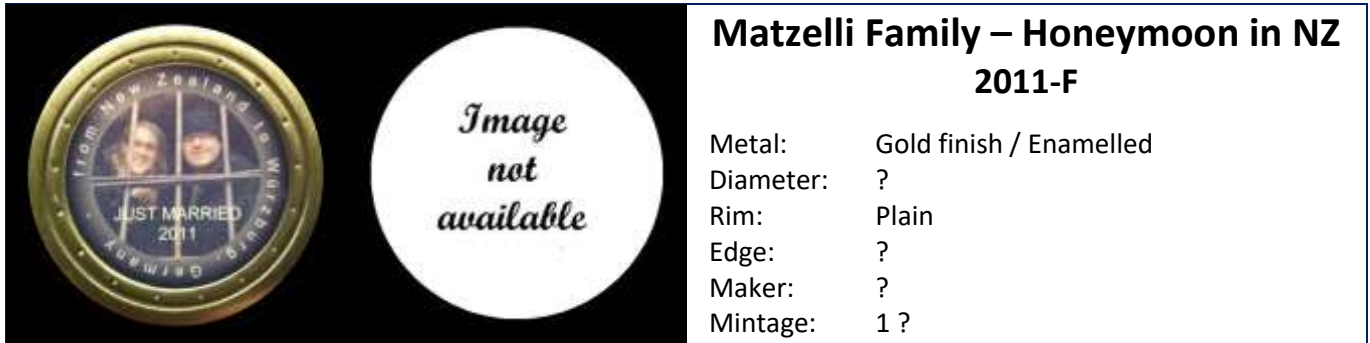 from New Zealand to Würzburg, Germany
JUST MARRIED
2011
Image
not
available
Matzelli Family – Honeymoon in NZ
2011-F
Metal: Gold finish / Enamelled
Diameter: ?
Rim: Plain
Edge: ?
Maker: ?
Mintage: 1 ?